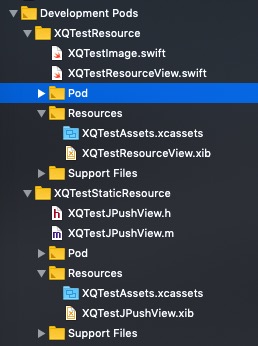 Development Pods
XQTestResource
XQTestImage.swift
XQTestResourceView.swift
Pod
Resources
XQTestAssets.xcassets
XQTestResourceView.xib
Support Files
XQTestStaticResource
h XQTestJPushView.h
m XQTestJPushView.m
Pod
Resources
XQTestAssets.xcassets
XQTestJPushView.xib
Support Files